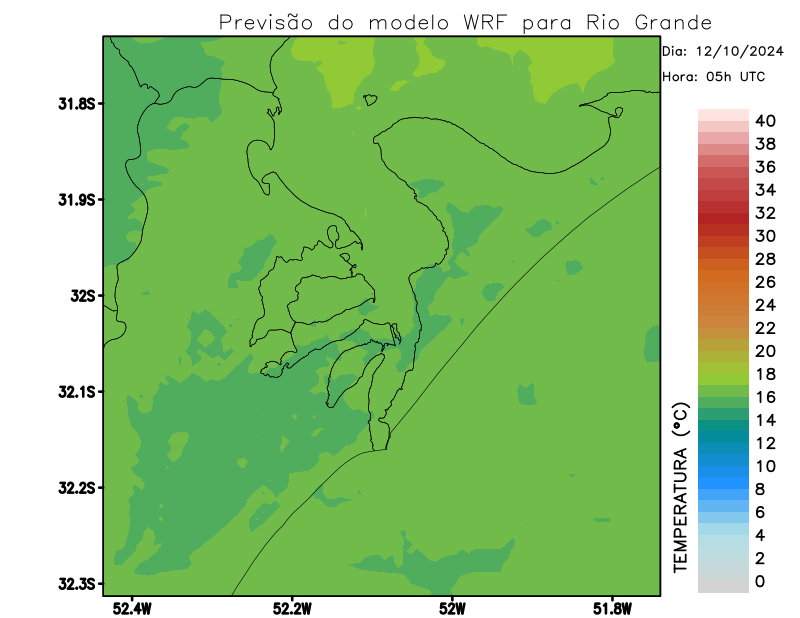 Previsão do modelo WRF para Rio Grande
Dia: 12/10/2024
Hora: 05h UTC
31.8S
31.9S
32S
32.1S
32.2S
32.3S
52.4W
52.2W
52W
51.8W
TEMPERATURA (°C)
40
38
36
34
32
30
28
26
24
22
20
18
16
14
12
10
8
6
4
2
0